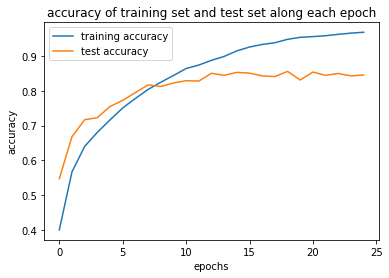 accuracy of training set and test set along each epoch
training accuracy
test accuracy
accuracy
0.9
0.8
0.7
0.6
0.5
0.4
0
5
10
15
20
25
epochs